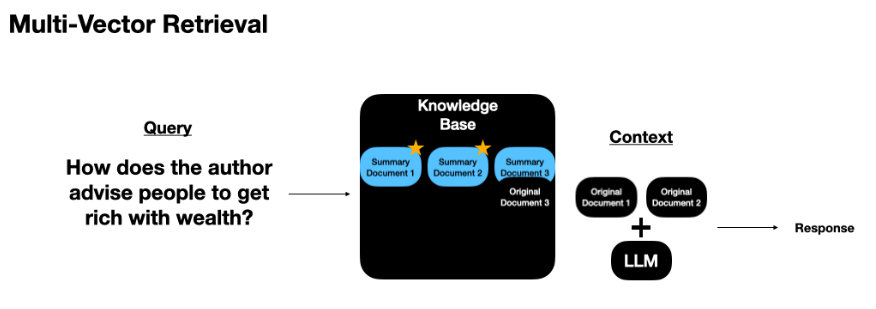 Multi-Vector Retrieval
Query
How does the author
advise people to get
rich with wealth?
Knowledge
Base
Summary
Document 1
Summary
Document 2
Summary
Document 3
Original
Document 3
Context
Original
Document 1
Original
Document 2
+
LLM
Response